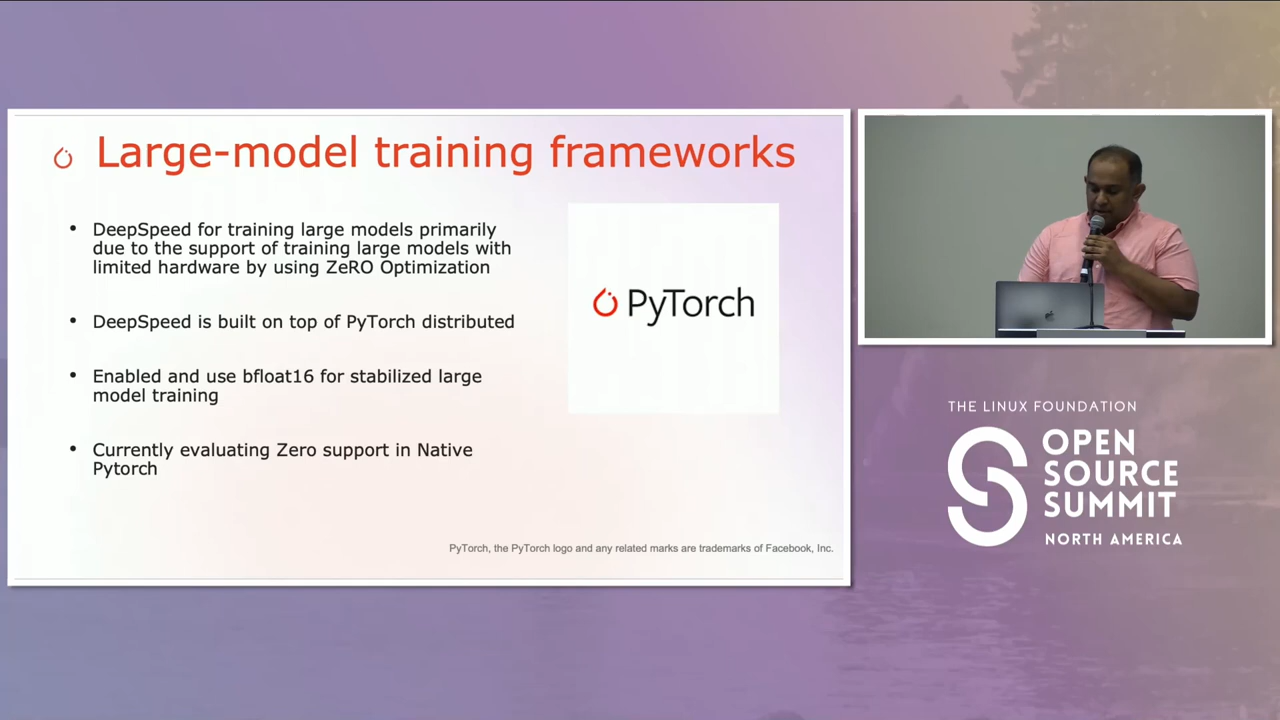 Large-model training frameworks
• DeepSpeed for training large models primarily
due to the support of training large models with
limited hardware by using ZeRO Optimization
• DeepSpeed is built on top of PyTorch distributed
• Enabled and use bfloat16 for stabilized large
model training
• Currently evaluating Zero support in Native
Pytorch
PyTorch
PyTorch, the PyTorch logo and any related marks are trademarks of Facebook, Inc.
THE LINUX FOUNDATION
OPEN
SOURCE
SUMMIT
NORTH AMERICA